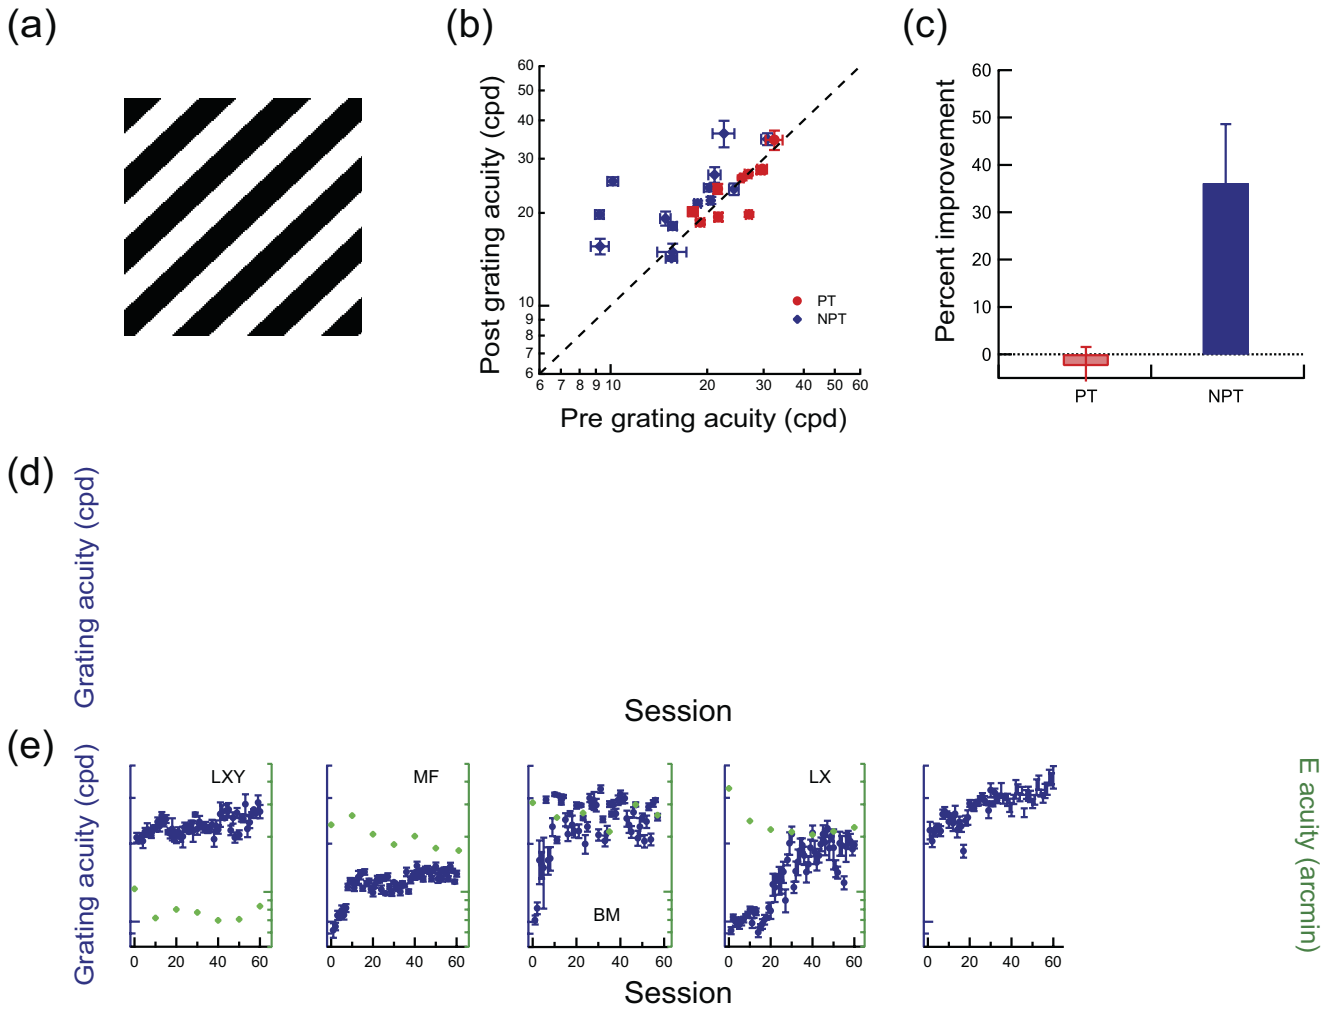 (a)
(b)
(c)
Post grating acuity (cpd)
60
50
40
30
20
10
9
8
7
6
6 7 8 9 10 20 30 40 50 60
Pre grating acuity (cpd)
PT
NPT
Percent improvement
60
50
40
30
20
10
0
PT NPT
(d)
Grating acuity (cpd)
Session
(e)
Grating acuity (cpd)
LXY
MF
BM
LX
0 20 40 60
0 20 40 60
0 20 40 60
0 20 40 60
0 20 40 60
E acuity (arcmin)
Session